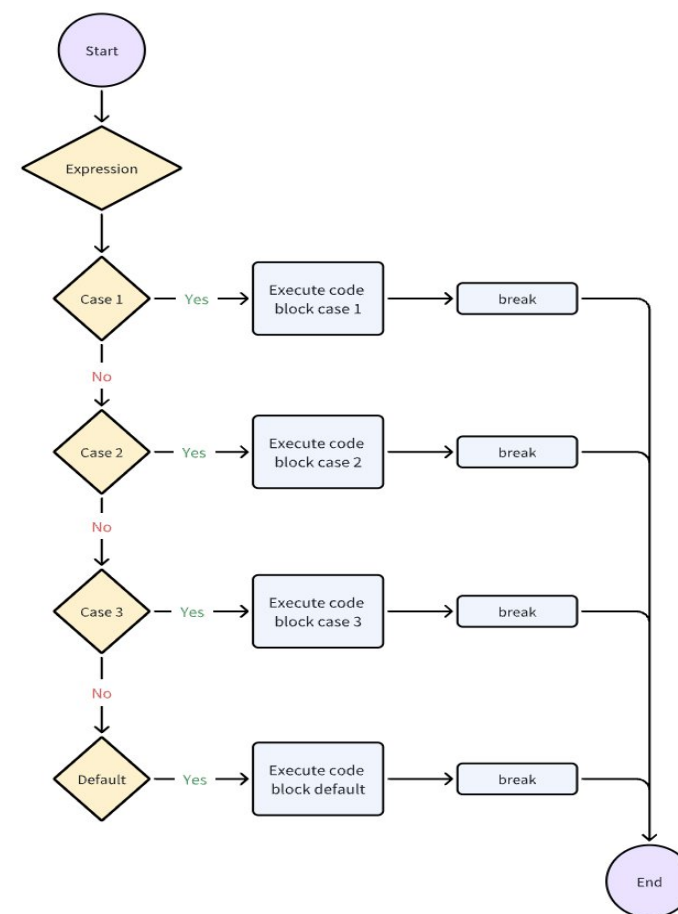 Start
Expression
Case 1
Yes
Execute code
block case 1
break
No
Case 2
Yes
Execute code
block case 2
break
No
Case 3
Yes
Execute code
block case 3
break
No
Default
Yes
Execute code
block default
break
End